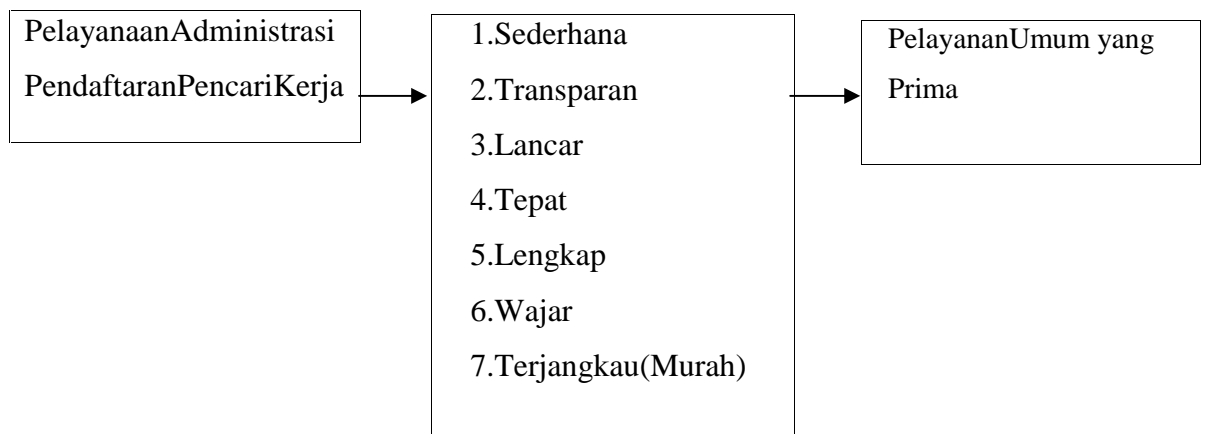 PelayanaanAdministrasi
PendaftaranPencariKerja
1.Sederhana
2.Transparan
3.Lancar
4.Tepat
5.Lengkap
6.Wajar
7.Terjangkau(Murah)
PelayananUmum yang
Prima